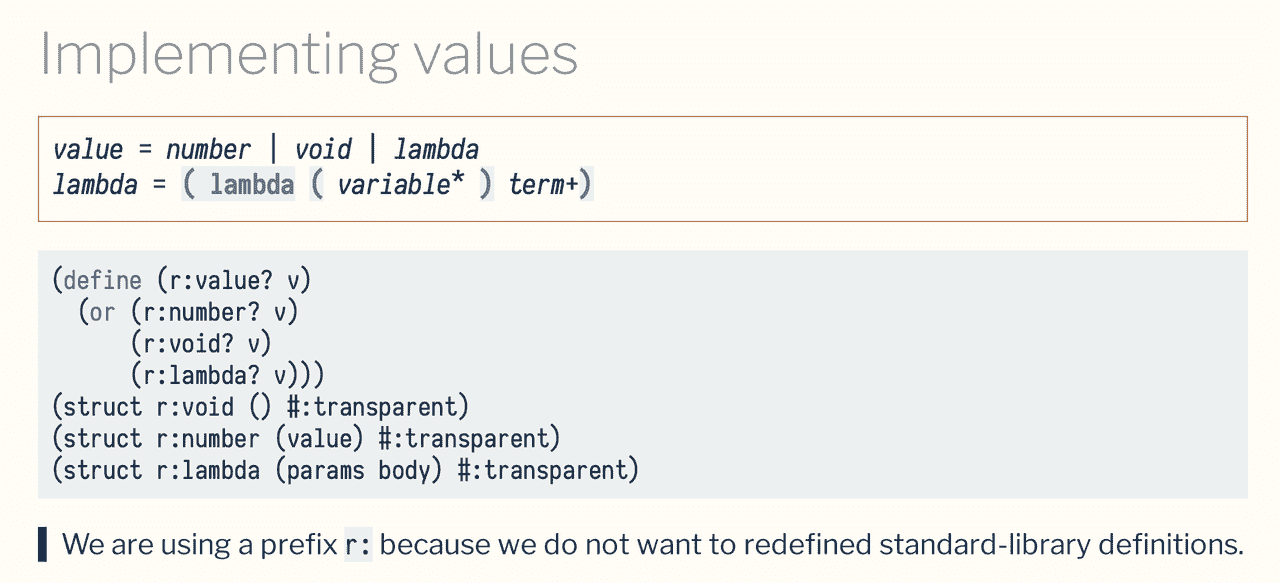 Implementing values
value = number | void | lambda
lambda = ( lambda ( variable* ) term+)
(define (r:value? v)
  (or (r:number? v)
      (r:void? v)
      (r:lambda? v)))
(struct r:void () #:transparent)
(struct r:number (value) #:transparent)
(struct r:lambda (params body) #:transparent)
We are using a prefix r: because we do not want to redefined standard-library definitions.